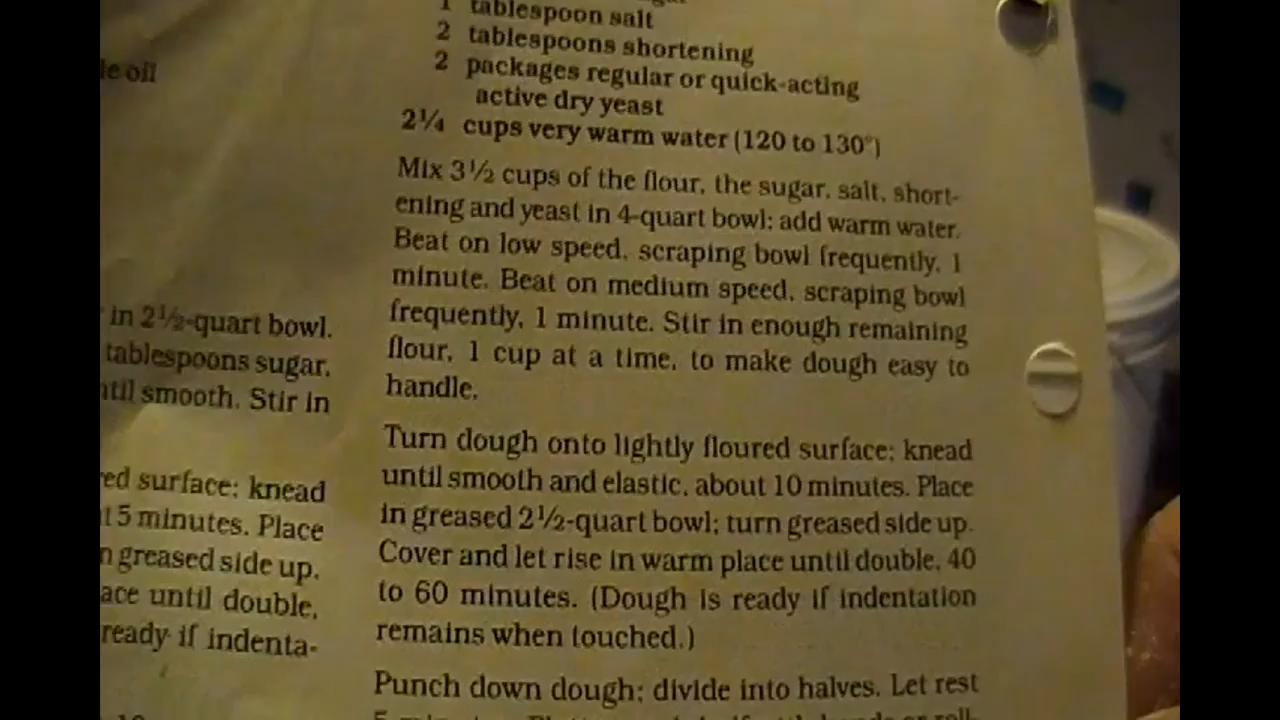 le oil
in 2½-quart bowl.
tablespoons sugar,
til smooth. Stir in
ed surface; knead
t 5 minutes. Place
n greased side up.
ace until double,
ready if indenta-
1 tablespoon salt
2 tablespoons shortening
2 packages regular or quick-acting
active dry yeast
2¼ cups very warm water (120 to 130°)
Mix 3½ cups of the flour, the sugar, salt, short-
ening and yeast in 4-quart bowl; add warm water.
Beat on low speed, scraping bowl frequently, 1
minute. Beat on medium speed, scraping bowl
frequently, 1 minute. Stir in enough remaining
flour, 1 cup at a time, to make dough easy to
handle.
Turn dough onto lightly floured surface; knead
until smooth and elastic, about 10 minutes. Place
in greased 2½-quart bowl; turn greased side up.
Cover and let rise in warm place until double, 40
to 60 minutes. (Dough is ready if indentation
remains when touched.)
Punch down dough; divide into halves. Let rest